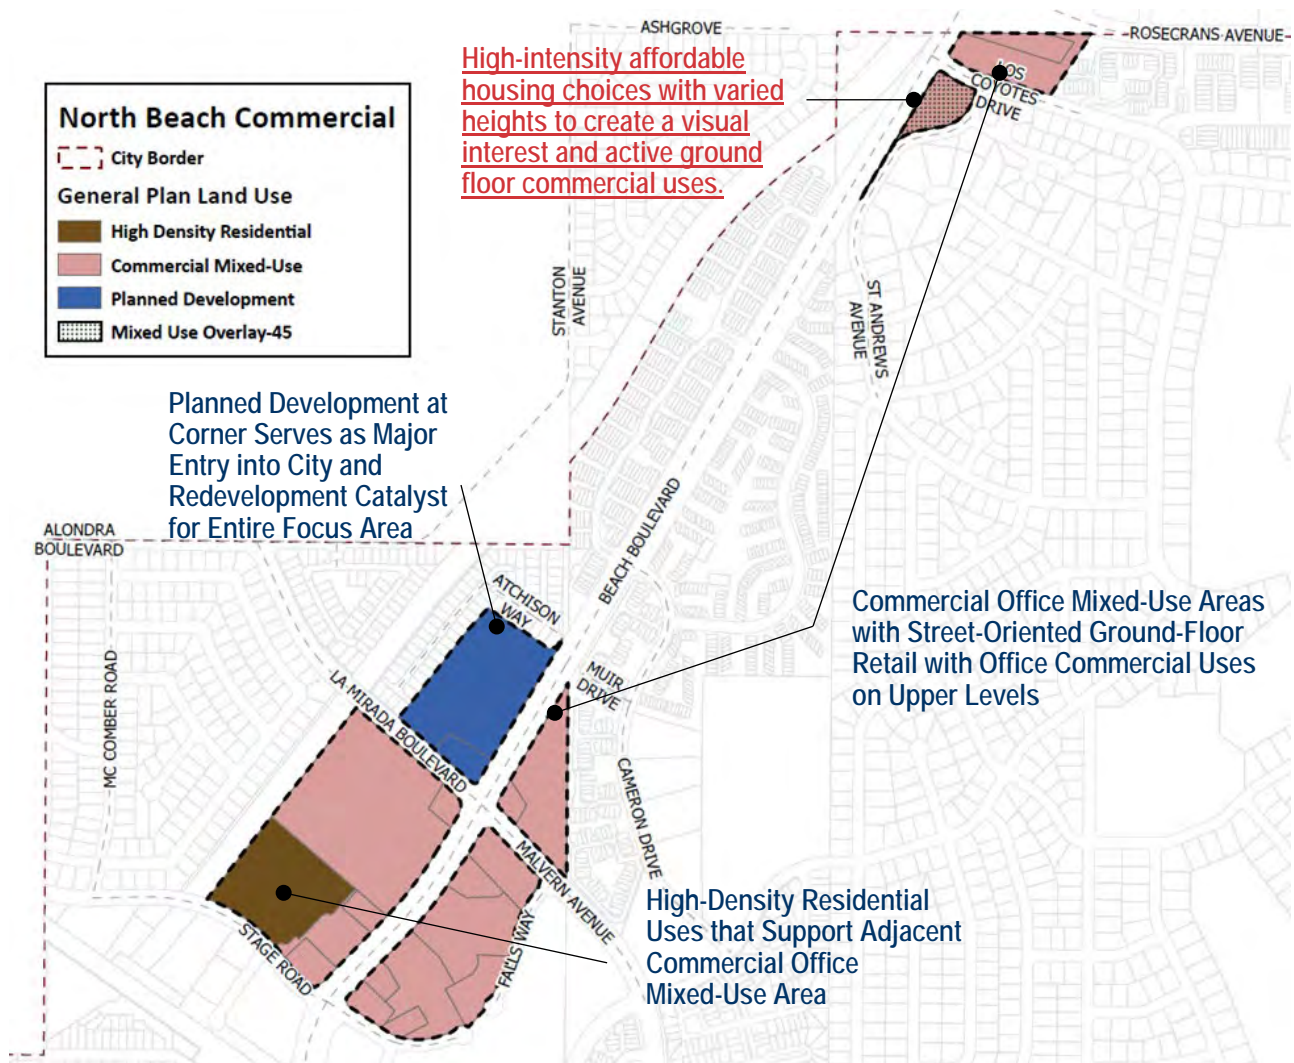 ASHGROVE
ROSECRANS AVENUE
High-intensity affordable
housing choices with varied
heights to create a visual
interest and active ground
floor commercial uses.
LOS
COYOTES
DRIVE
North Beach Commercial
City Border
General Plan Land Use
High Density Residential
Commercial Mixed-Use
Planned Development
Mixed Use Overlay-45
STANTON
AVENUE
ST ANDREWS
AVENUE
Planned Development at
Corner Serves as Major
Entry into City and
Redevelopment Catalyst
for Entire Focus Area
ALONDRA
BOULEVARD
BEACH BOULEVARD
ATCHISON
WAY
Commercial Office Mixed-Use Areas
with Street-Oriented Ground-Floor
Retail with Office Commercial Uses
on Upper Levels
MC COMBER ROAD
LA MIRADA BOULEVARD
MUIR
DRIVE
CAMERON DRIVE
MALVERN AVENUE
High-Density Residential
Uses that Support Adjacent
Commercial Office
Mixed-Use Area
STAGE ROAD
FALLS WAY